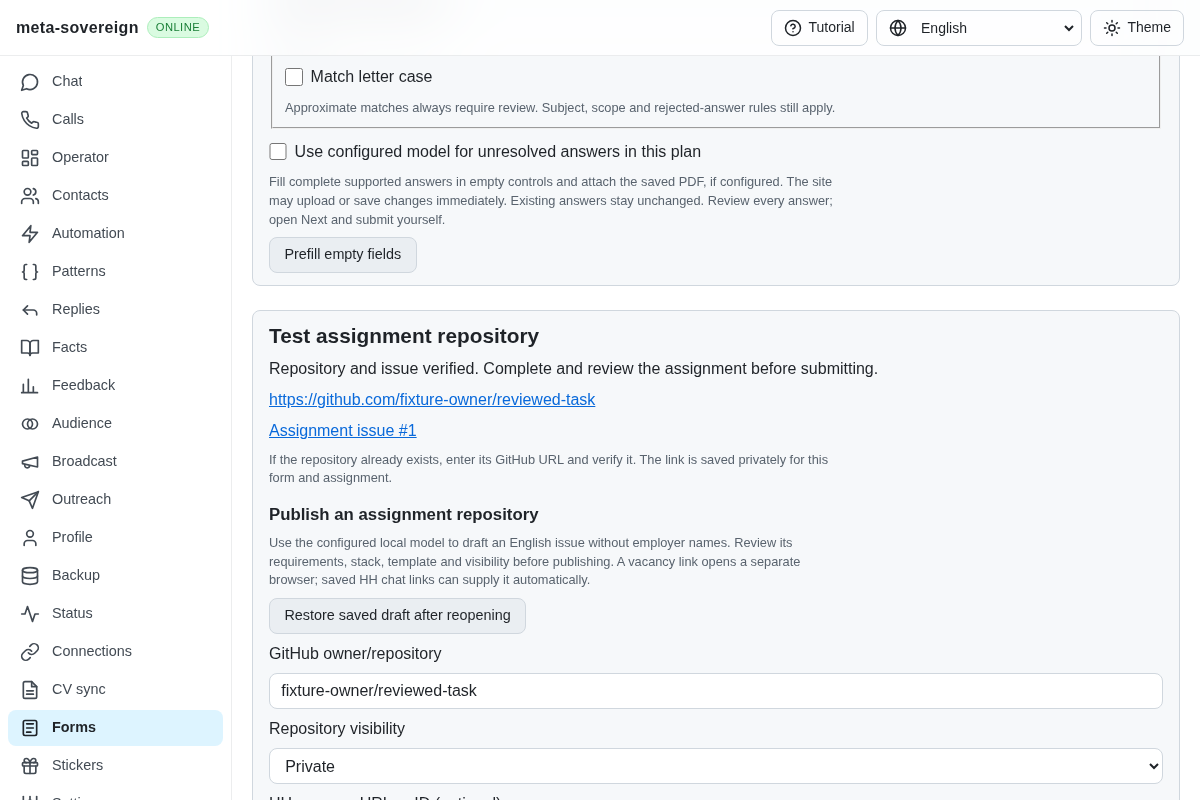 meta-sovereign ONLINE Tutorial English Theme
Chat
Calls
Operator
Contacts
Automation
Patterns
Replies
Facts
Feedback
Audience
Broadcast
Outreach
Profile
Backup
Status
Connections
CV sync
Forms
Stickers
Match letter case
Approximate matches always require review. Subject, scope and rejected-answer rules still apply.
Use configured model for unresolved answers in this plan
Fill complete supported answers in empty controls and attach the saved PDF, if configured. The site
may upload or save changes immediately. Existing answers stay unchanged. Review every answer;
open Next and submit yourself.
Prefill empty fields
Test assignment repository
Repository and issue verified. Complete and review the assignment before submitting.
https://github.com/fixture-owner/reviewed-task
Assignment issue #1
If the repository already exists, enter its GitHub URL and verify it. The link is saved privately for this
form and assignment.
Publish an assignment repository
Use the configured local model to draft an English issue without employer names. Review its
requirements, stack, template and visibility before publishing. A vacancy link opens a separate
browser; saved HH chat links can supply it automatically.
Restore saved draft after reopening
GitHub owner/repository
fixture-owner/reviewed-task
Repository visibility
Private